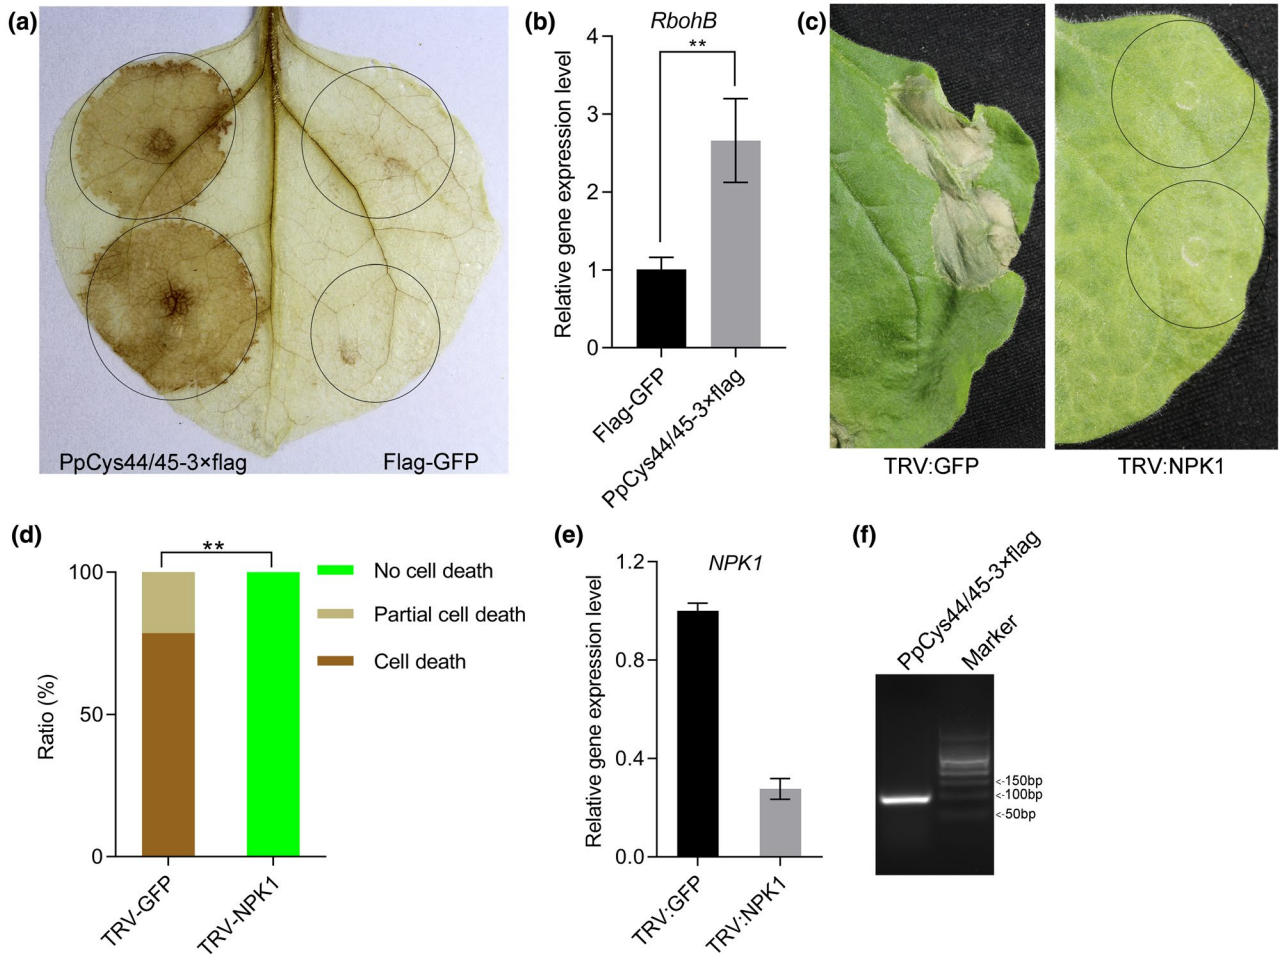 (a)
PpCys44/45-3×flag
Flag-GFP
(b)
RbohB
**
Relative gene expression level
4
3
2
1
0
Flag-GFP
PpCys44/45-3×flag
(c)
TRV:GFP
TRV:NPK1
(d)
**
100
50
0
Ratio (%)
TRV-GFP
TRV-NPK1
No cell death
Partial cell death
Cell death
(e)
NPK1
Relative gene expression level
1.2
0.8
0.4
0.0
TRV:GFP
TRV:NPK1
(f)
PpCys44/45-3×flag
Marker
<-150bp
<-100bp
<-50bp